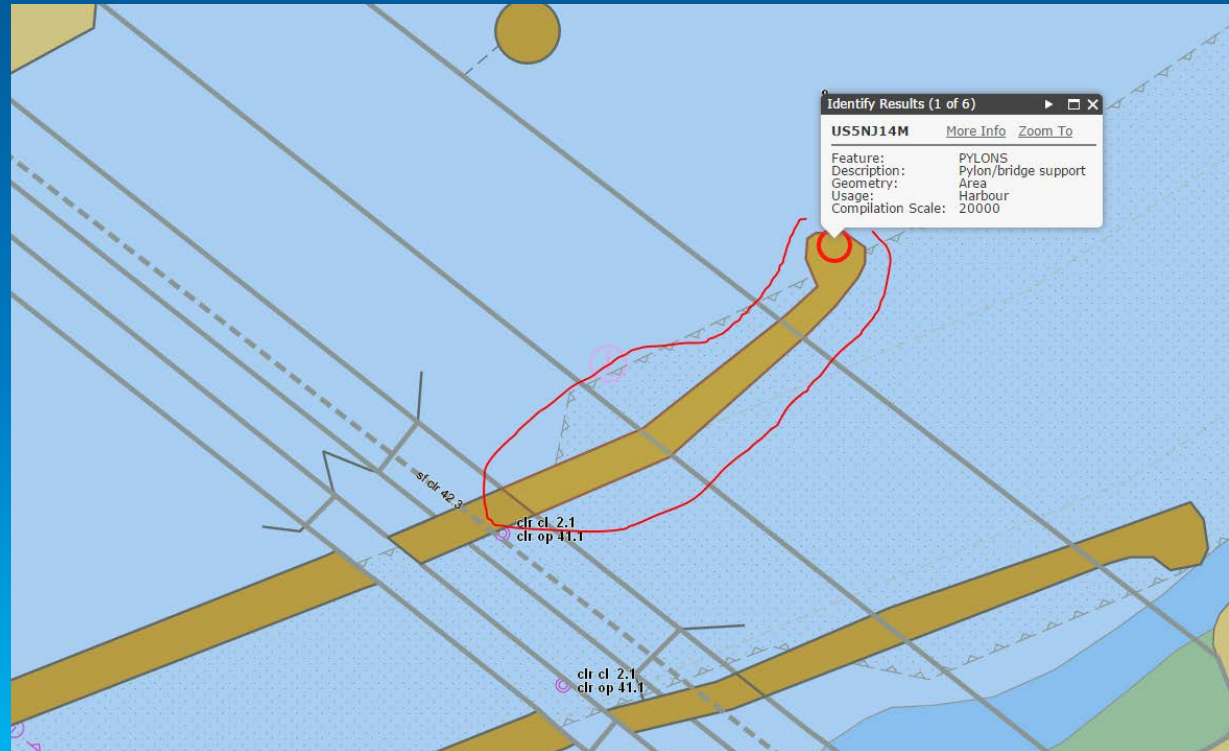 Identify Results (1 of 6)
US5NJ14M More Info Zoom To
Feature: PYLONS
Description: Pylon/bridge support
Geometry: Area
Usage: Harbour
Compilation Scale: 20000
sf clr 42.3
clr cl 2.1
clr op 41.1
clr cl 2.1
clr op 41.1